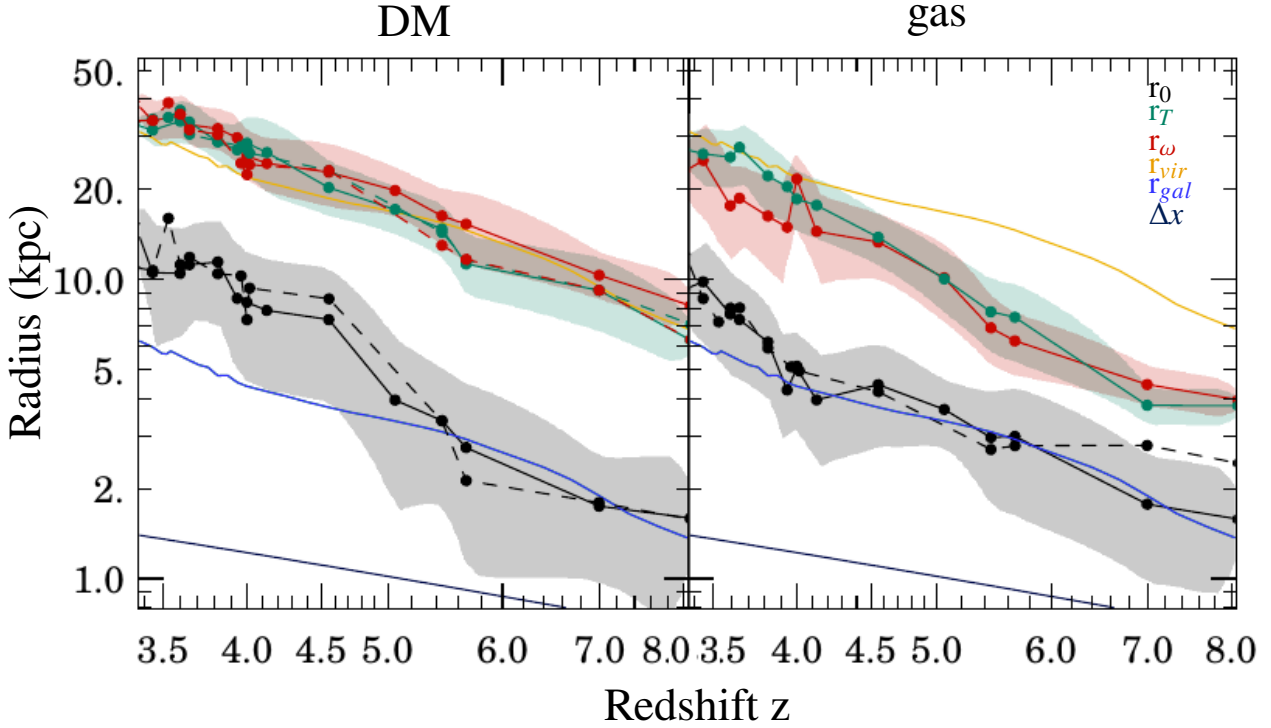 DM
gas
50.
20.
10.0
5.
2.
1.0
Radius (kpc)
r0
rT
rω
rvir
rgal
Δx
3.5 4.0 4.5 5.0 6.0 7.0 8.0
3.5 4.0 4.5 5.0 6.0 7.0 8.0
Redshift z